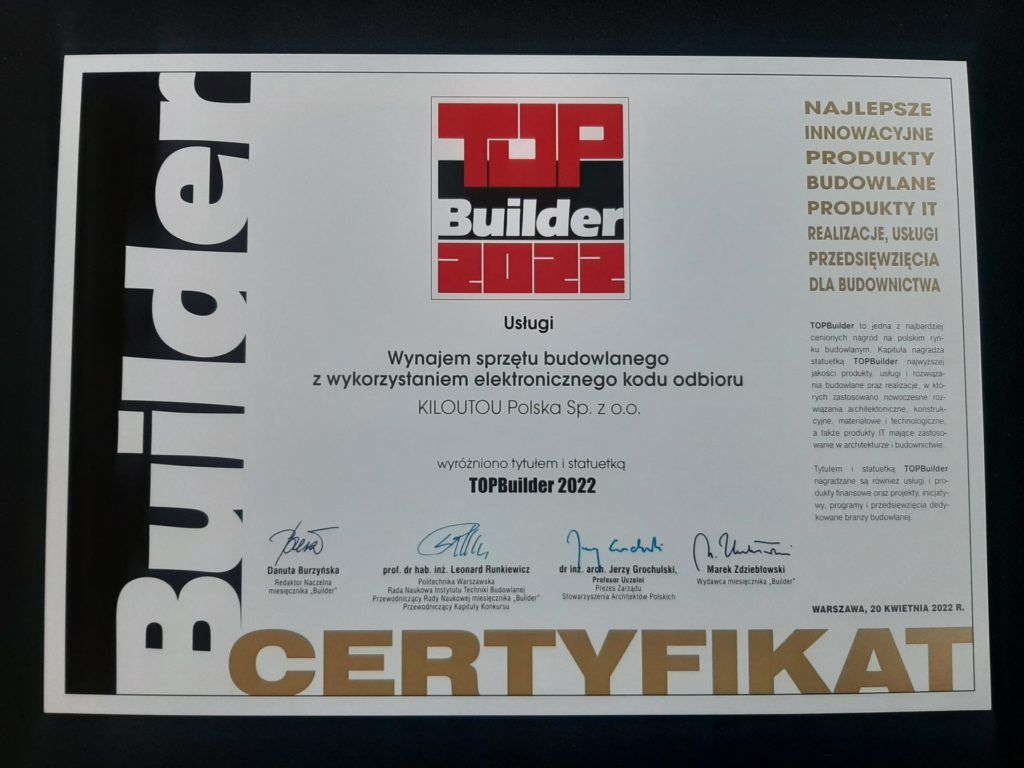 Builder
TOP
Builder
2022
Usługi
Wynajem sprzętu budowlanego
z wykorzystaniem elektronicznego kodu odbioru
KILOUTOU Polska Sp. z o.o.
wyróżniono tytułem i statuetką
TOPBuilder 2022
Danuta Burzyńska
Redaktor Naczelna
miesięcznika „Builder"
prof. dr hab. inż. Leonard Runkiewicz
Politechnika Warszawska
Rada Naukowa Instytutu Techniki Budowlanej
Przewodniczący Rady Naukowej miesięcznika „Builder"
Przewodniczący Kapituły Konkursu
dr inż. arch. Jerzy Grochulski,
Profesor Uczelni
Prezes Zarządu
Stowarzyszenia Architektów Polskich
Marek Zdziebłowski
Wydawca miesięcznika „Builder"
NAJLEPSZE
INNOWACYJNE
PRODUKTY
BUDOWLANE
PRODUKTY IT
REALIZACJE, USŁUGI
PRZEDSIĘWZIĘCIA
DLA BUDOWNICTWA
TOPBuilder to jedna z najbardziej
cenionych nagród na polskim ryn-
ku budowlanym. Kapituła nagradza
statuetką TOPBuilder najwyższej
jakości produkty, usługi i rozwiąza-
nia budowlane oraz realizacje, w któ-
rych zastosowano nowoczesne roz-
wiązania architektoniczne, konstruk-
cyjne, materiałowe i technologiczne,
a także produkty IT mające zastoso-
wanie w architekturze i budownictwie.
Tytułem i statuetką TOPBuilder
nagradzane są również usługi i pro-
dukty finansowe oraz projekty, inicjaty-
wy, programy i przedsięwzięcia dedy-
kowane branży budowlanej.
WARSZAWA, 20 KWIETNIA 2022 R.
CERTYFIKAT